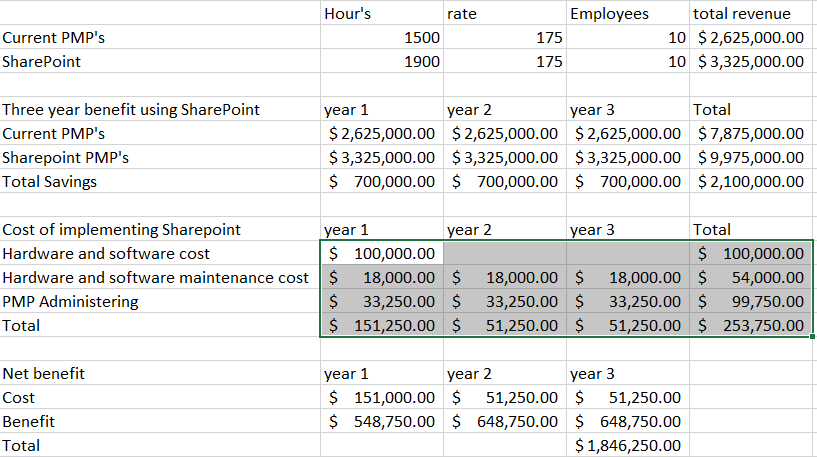 Hour's rate Employees total revenue
Current PMP's 1500 175 10 $ 2,625,000.00
SharePoint 1900 175 10 $ 3,325,000.00
Three year benefit using SharePoint year 1 year 2 year 3 Total
Current PMP's $ 2,625,000.00 $ 2,625,000.00 $ 2,625,000.00 $ 7,875,000.00
Sharepoint PMP's $ 3,325,000.00 $ 3,325,000.00 $ 3,325,000.00 $ 9,975,000.00
Total Savings $ 700,000.00 $ 700,000.00 $ 700,000.00 $ 2,100,000.00
Cost of implementing Sharepoint year 1 year 2 year 3 Total
Hardware and software cost $ 100,000.00 $ 100,000.00
Hardware and software maintenance cost $ 18,000.00 $ 18,000.00 $ 18,000.00 $ 54,000.00
PMP Administering $ 33,250.00 $ 33,250.00 $ 33,250.00 $ 99,750.00
Total $ 151,250.00 $ 51,250.00 $ 51,250.00 $ 253,750.00
Net benefit year 1 year 2 year 3
Cost $ 151,000.00 $ 51,250.00 $ 51,250.00
Benefit $ 548,750.00 $ 648,750.00 $ 648,750.00
Total $ 1,846,250.00